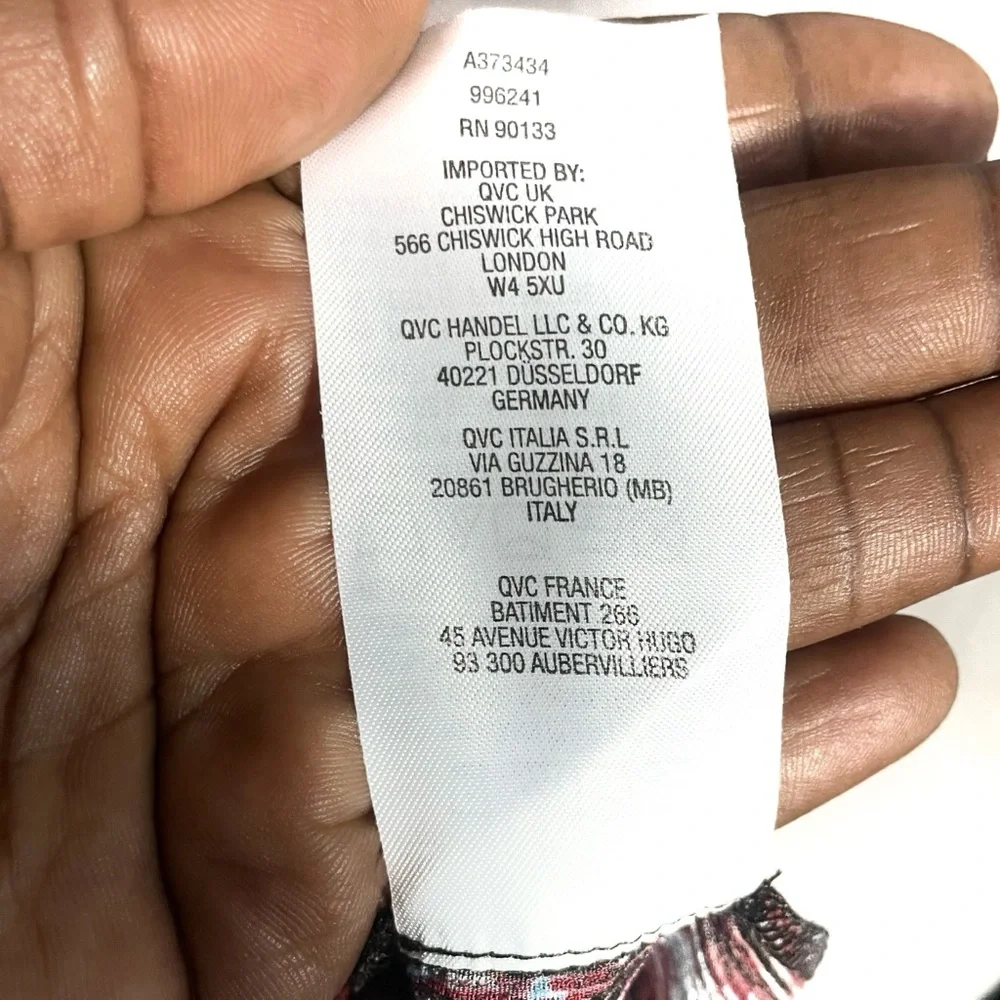 A373434
996241
RN 90133
IMPORTED BY:
QVC UK
CHISWICK PARK
566 CHISWICK HIGH ROAD
LONDON
W4 5XU
QVC HANDEL LLC & CO. KG
PLOCKSTR. 30
40221 DÜSSELDORF
GERMANY
QVC ITALIA S.R.L
VIA GUZZINA 18
20861 BRUGHERIO (MB)
ITALY
QVC FRANCE
BATIMENT 266
45 AVENUE VICTOR HUGO
93 300 AUBERVILLIERS